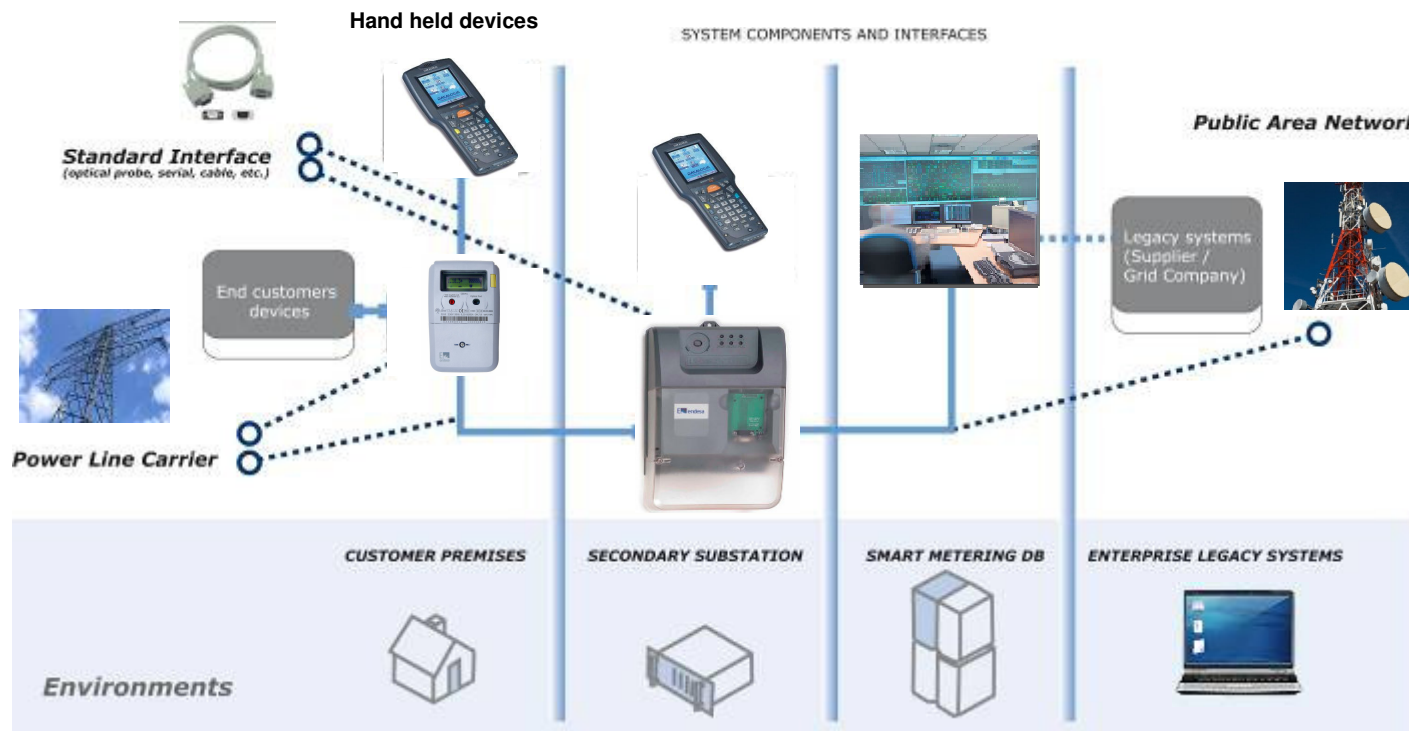 Hand held devices
SYSTEM COMPONENTS AND INTERFACES
Public Area Network
Standard Interface
(optical probe, serial, cable, etc.)
Legacy systems
(Supplier /
Grid Company)
End customers
devices
endesa
Power Line Carrier
CUSTOMER PREMISES
SECONDARY SUBSTATION
SMART METERING DB
ENTERPRISE LEGACY SYSTEMS
Environments